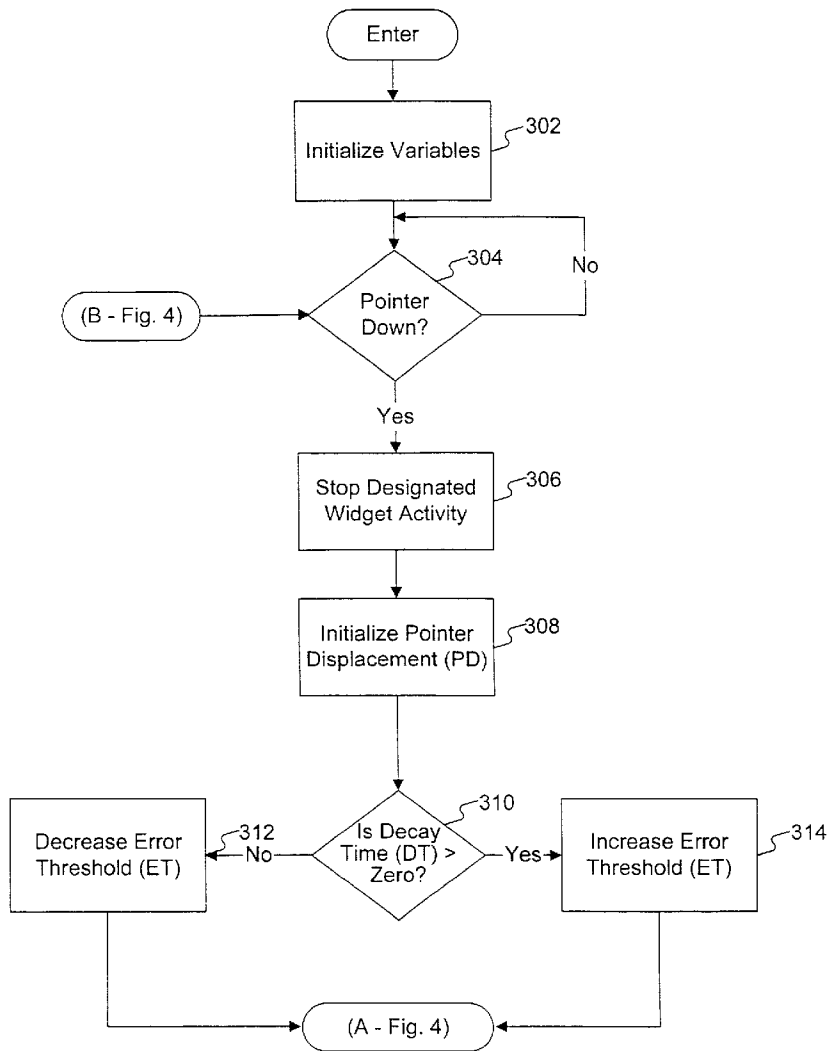 Enter
Initialize Variables
302
304
No
Pointer
Down?
(B - Fig. 4)
Yes
Stop Designated
Widget Activity
306
Initialize Pointer
Displacement (PD)
308
310
Is Decay
Time (DT) >
Zero?
312
No
Yes
Decrease Error
Threshold (ET)
Increase Error
Threshold (ET)
314
(A - Fig. 4)